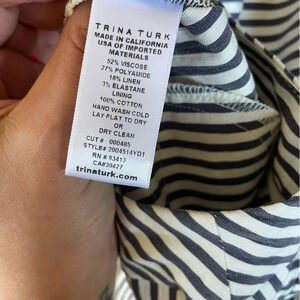 TRINA TURK
MADE IN CALIFORNIA
USA OF IMPORTED
MATERIALS
52% VISCOSE
27% POLYAMIDE
18% LINEN
3% ELASTANE
LINING
100% COTTON
HAND WASH COLD
LAY FLAT TO DRY
OR
DRY CLEAN
CUT # 000485
STYLE# 2004514YD1
RN # 93413
CA#30427
trinaturk.com